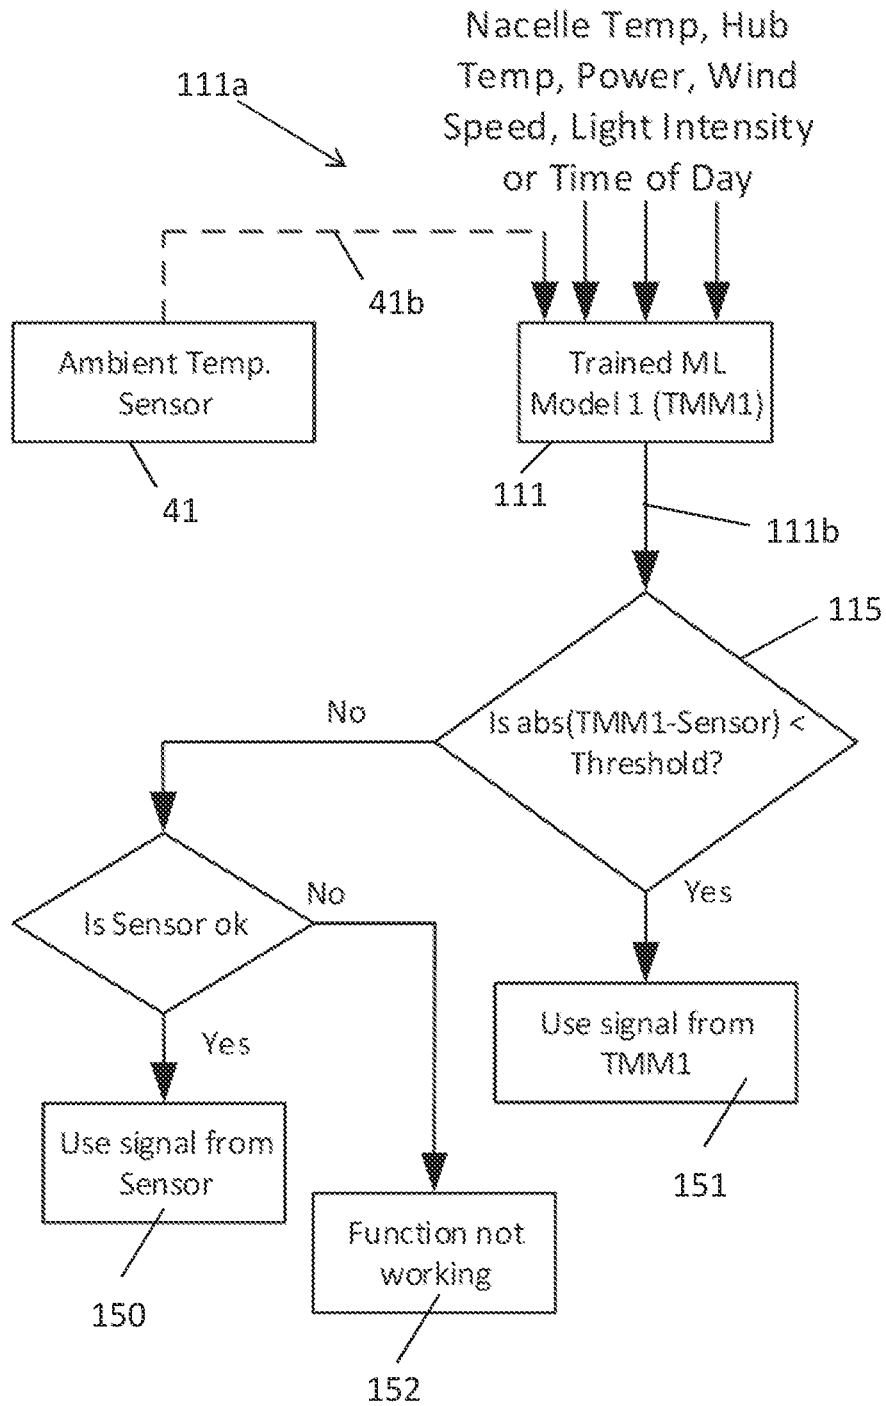 Nacelle Temp, Hub
Temp, Power, Wind
Speed, Light Intensity
or Time of Day
111a
41b
Ambient Temp.
Sensor
41
Trained ML
Model 1 (TMM1)
111
111b
115
Is abs(TMM1-Sensor) <
Threshold?
No
Yes
Is Sensor ok
No
Yes
Use signal from
TMM1
151
Use signal from
Sensor
150
Function not
working
152